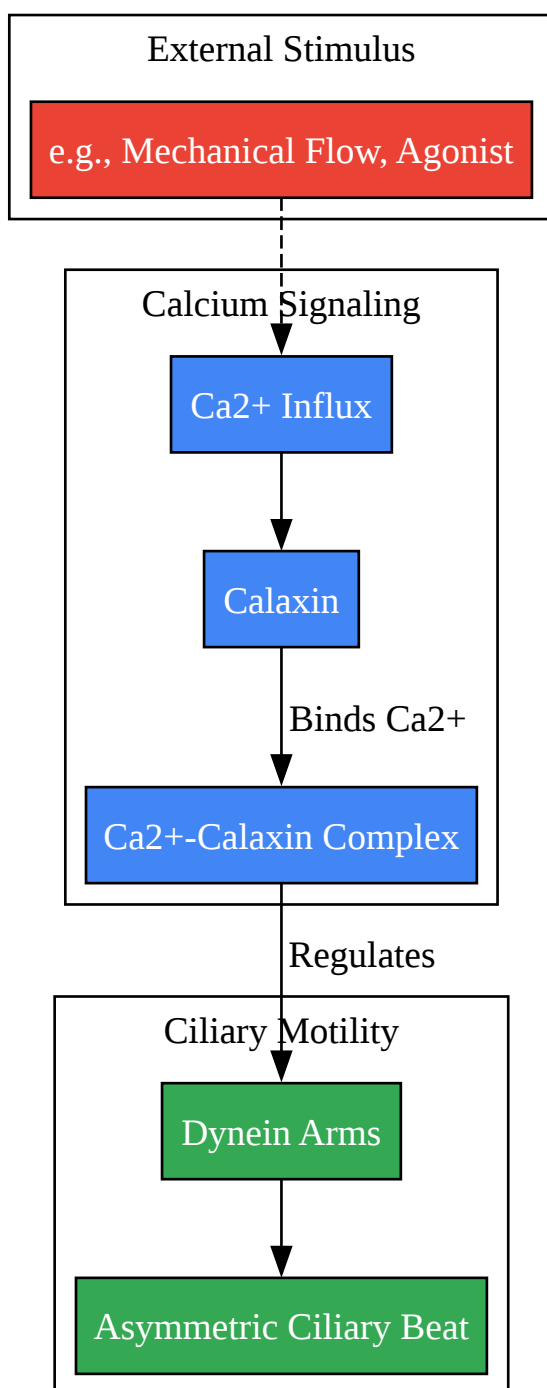 External Stimulus
e.g., Mechanical Flow, Agonist
Calcium Signaling
Ca2+ Influx
Calaxin
Binds Ca2+
Ca2+-Calaxin Complex
Regulates
Ciliary Motility
Dynein Arms
Asymmetric Ciliary Beat